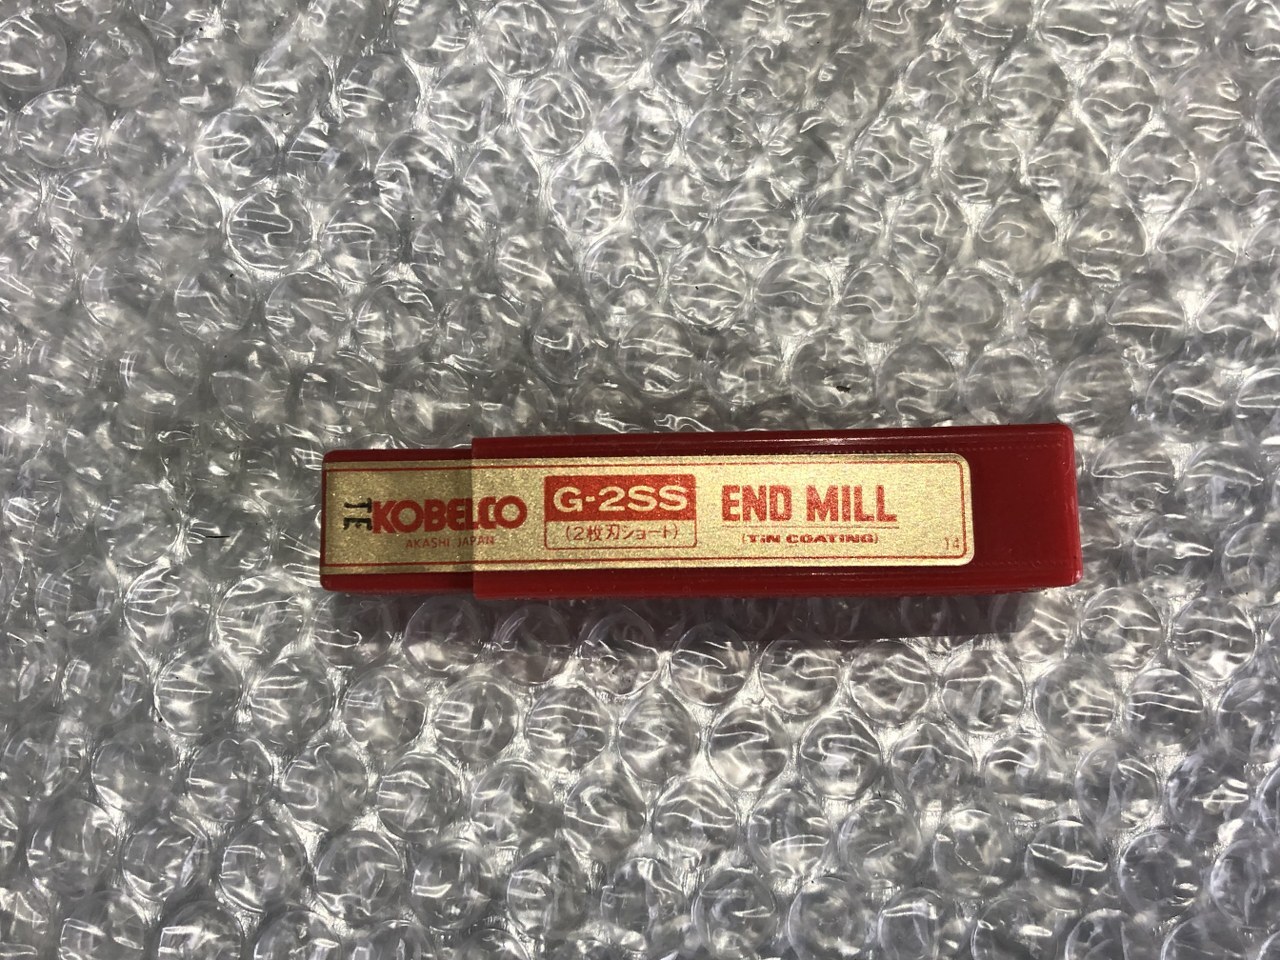 TE
KOBELCO
AKASHI JAPAN
G-2SS
(2枚刃ショート)
END MILL
(TiN COATING)
14